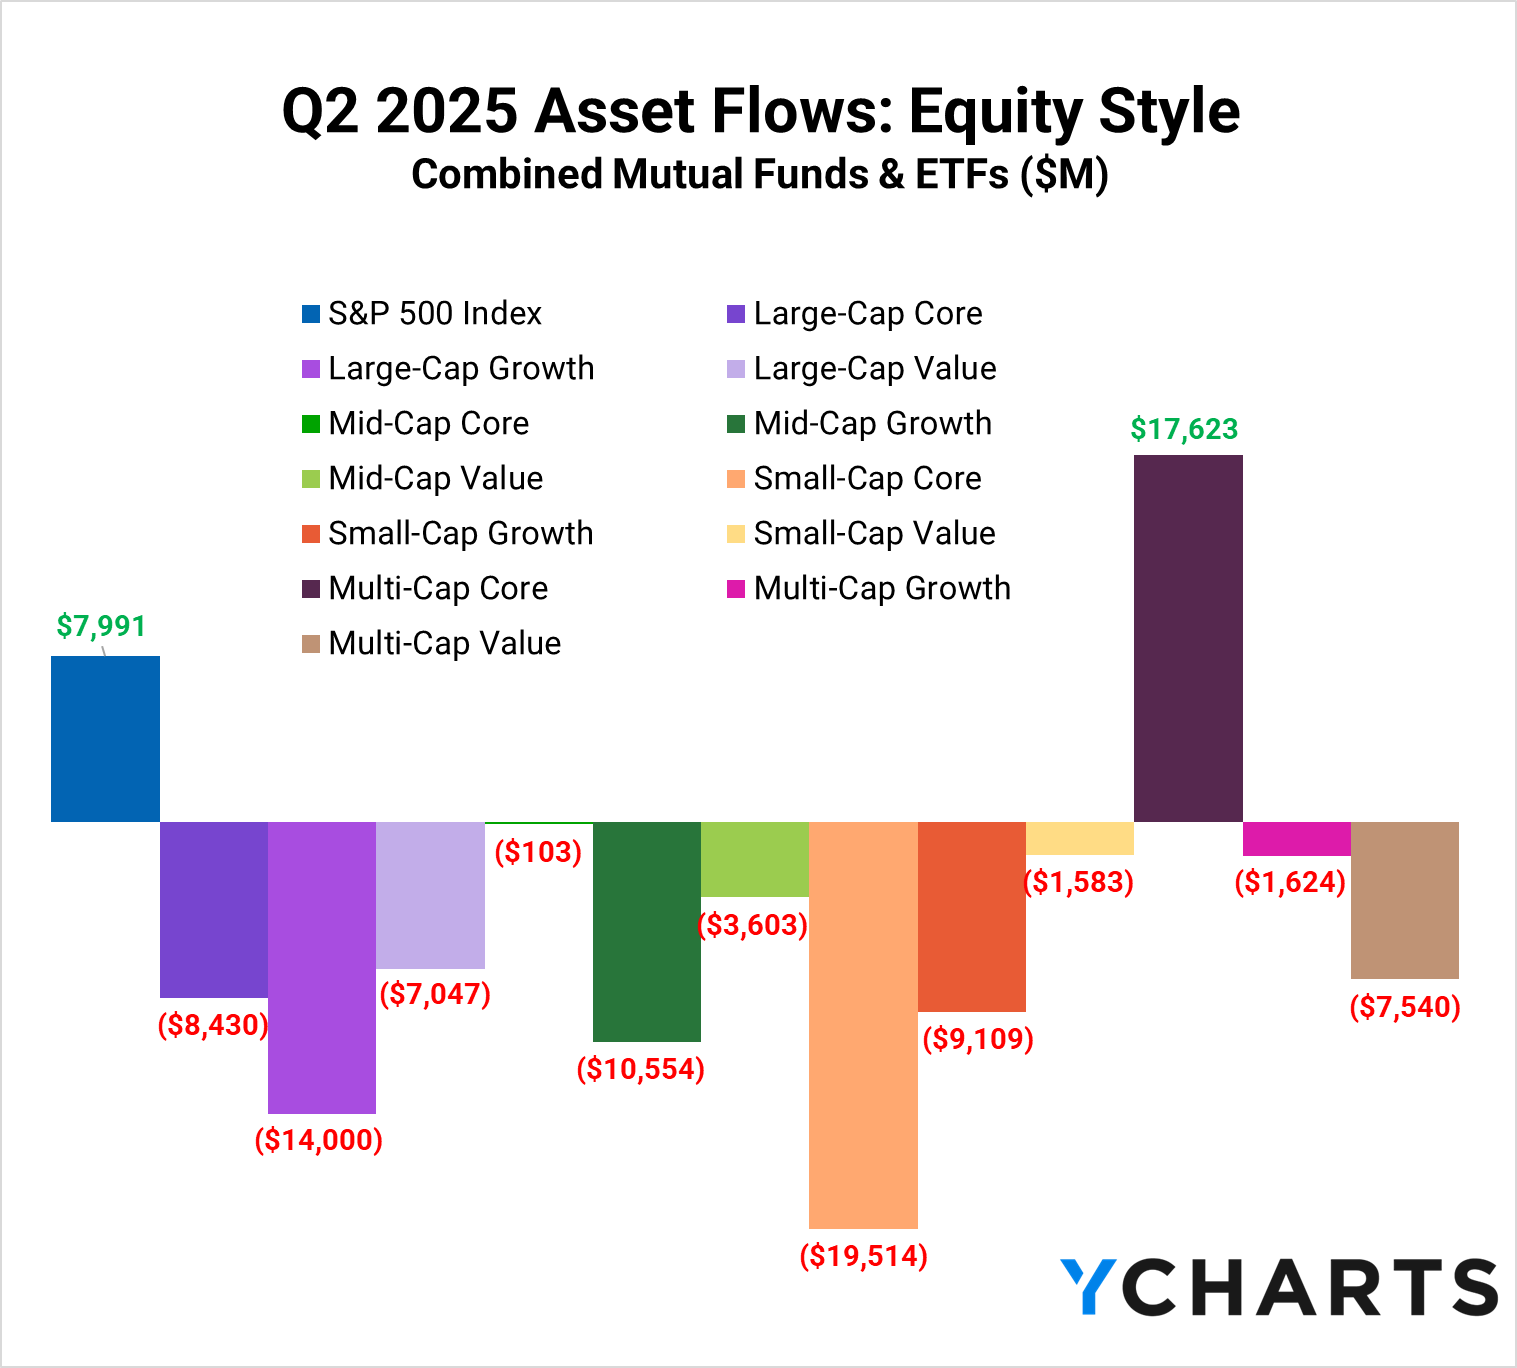 Q2 2025 Asset Flows: Equity Style
Combined Mutual Funds & ETFs ($M)
S&P 500 Index
Large-Cap Core
Large-Cap Growth
Large-Cap Value
Mid-Cap Core
Mid-Cap Growth
Mid-Cap Value
Small-Cap Core
Small-Cap Growth
Small-Cap Value
Multi-Cap Core
Multi-Cap Growth
Multi-Cap Value
$7,991
($8,430)
($14,000)
($7,047)
($103)
($10,554)
($3,603)
($19,514)
($9,109)
($1,583)
$17,623
($1,624)
($7,540)
YCHARTS